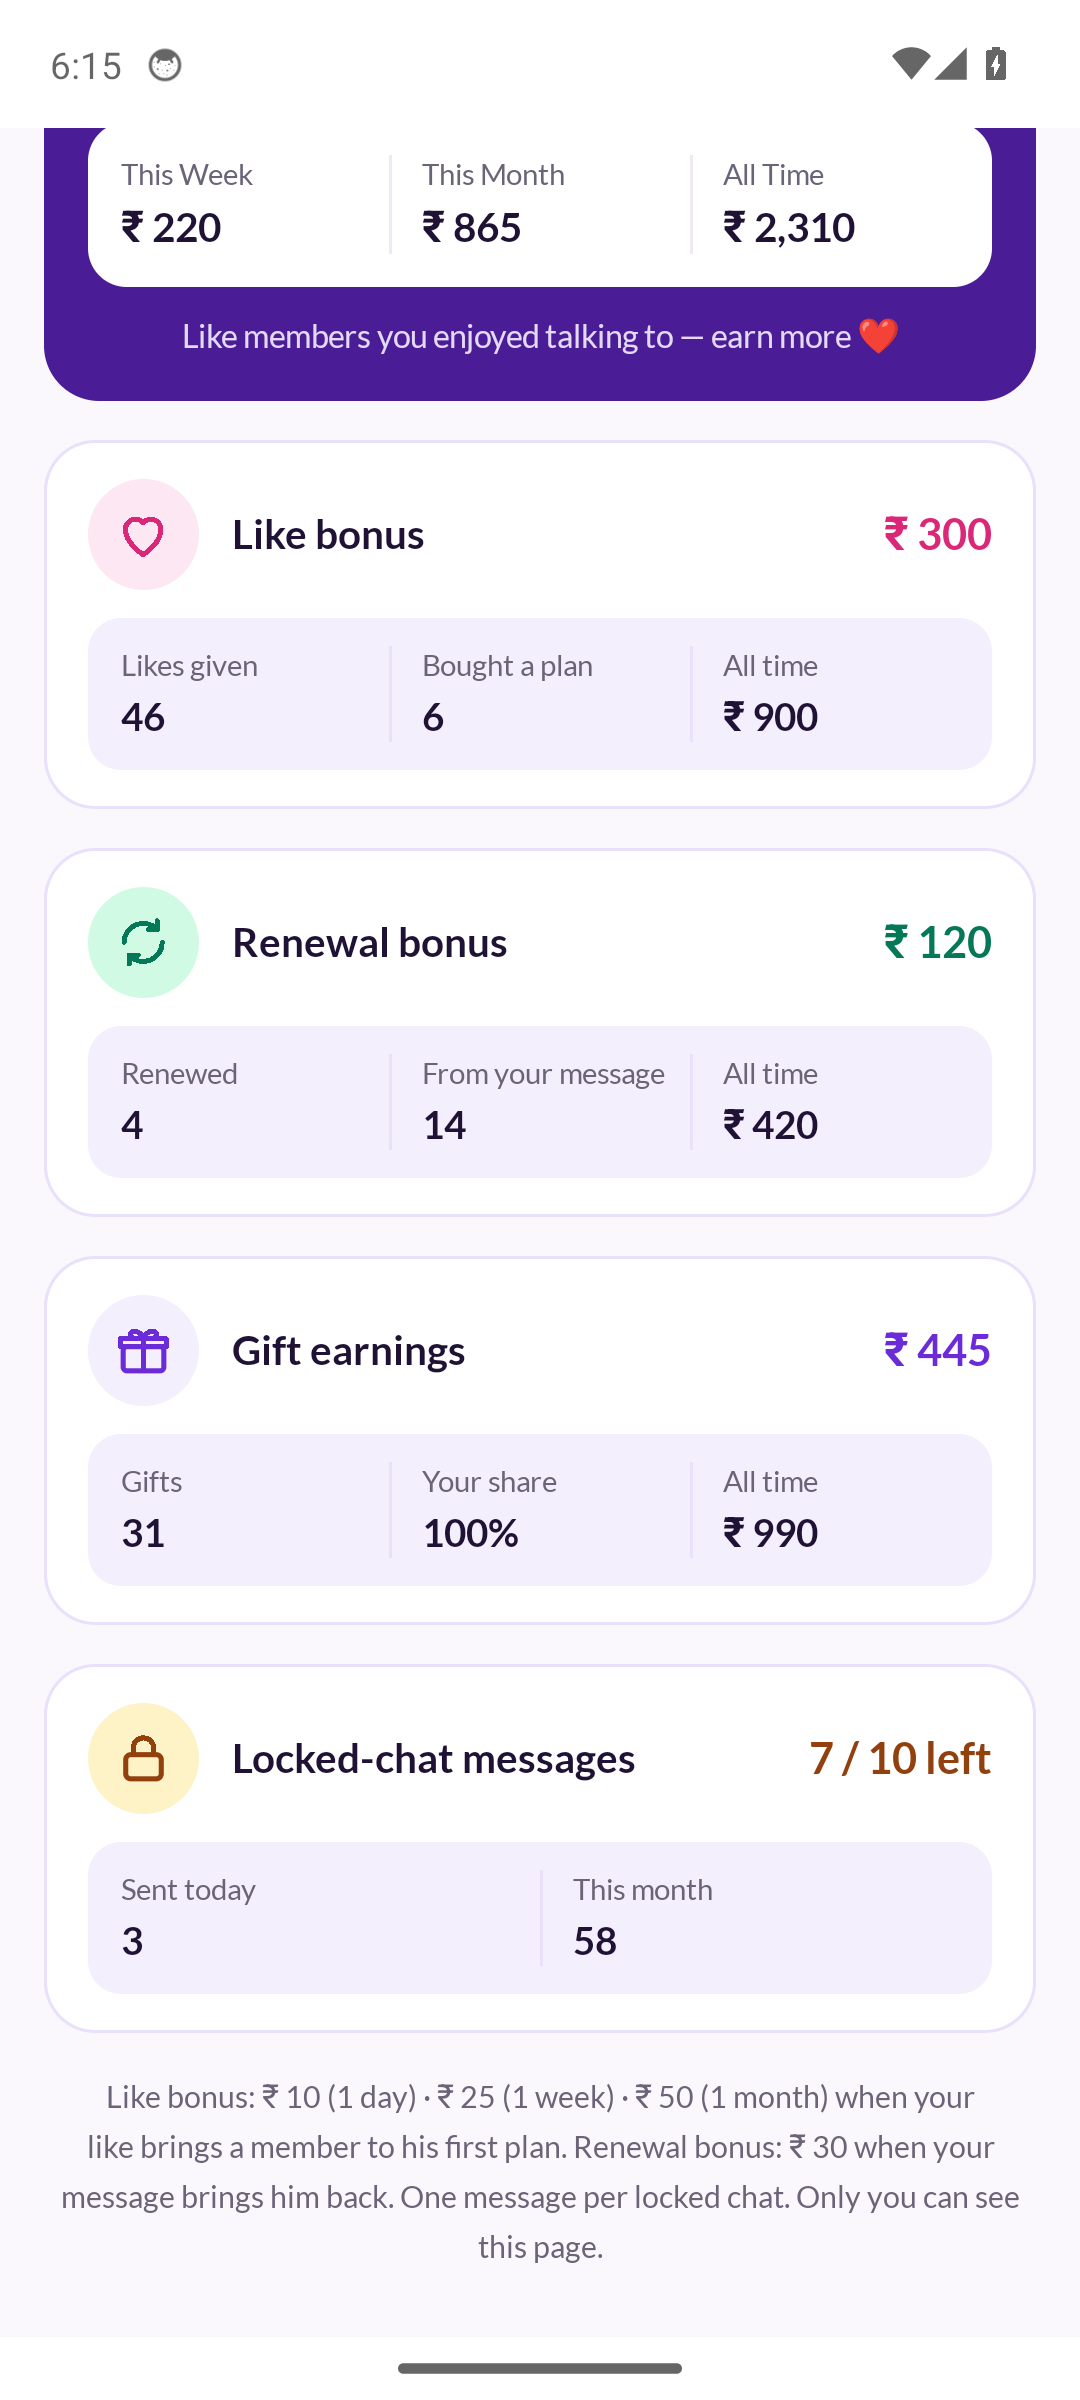 6:15
This Week
This Month
All Time
₹ 220
₹ 865
₹ 2,310
Like members you enjoyed talking to — earn more ❤️
Like bonus
₹ 300
Likes given
Bought a plan
All time
46
6
₹ 900
Renewal bonus
₹ 120
Renewed
From your message
All time
4
14
₹ 420
Gift earnings
₹ 445
Gifts
Your share
All time
31
100%
₹ 990
Locked-chat messages
7 / 10 left
Sent today
This month
3
58
Like bonus: ₹ 10 (1 day) · ₹ 25 (1 week) · ₹ 50 (1 month) when your
like brings a member to his first plan. Renewal bonus: ₹ 30 when your
message brings him back. One message per locked chat. Only you can see
this page.